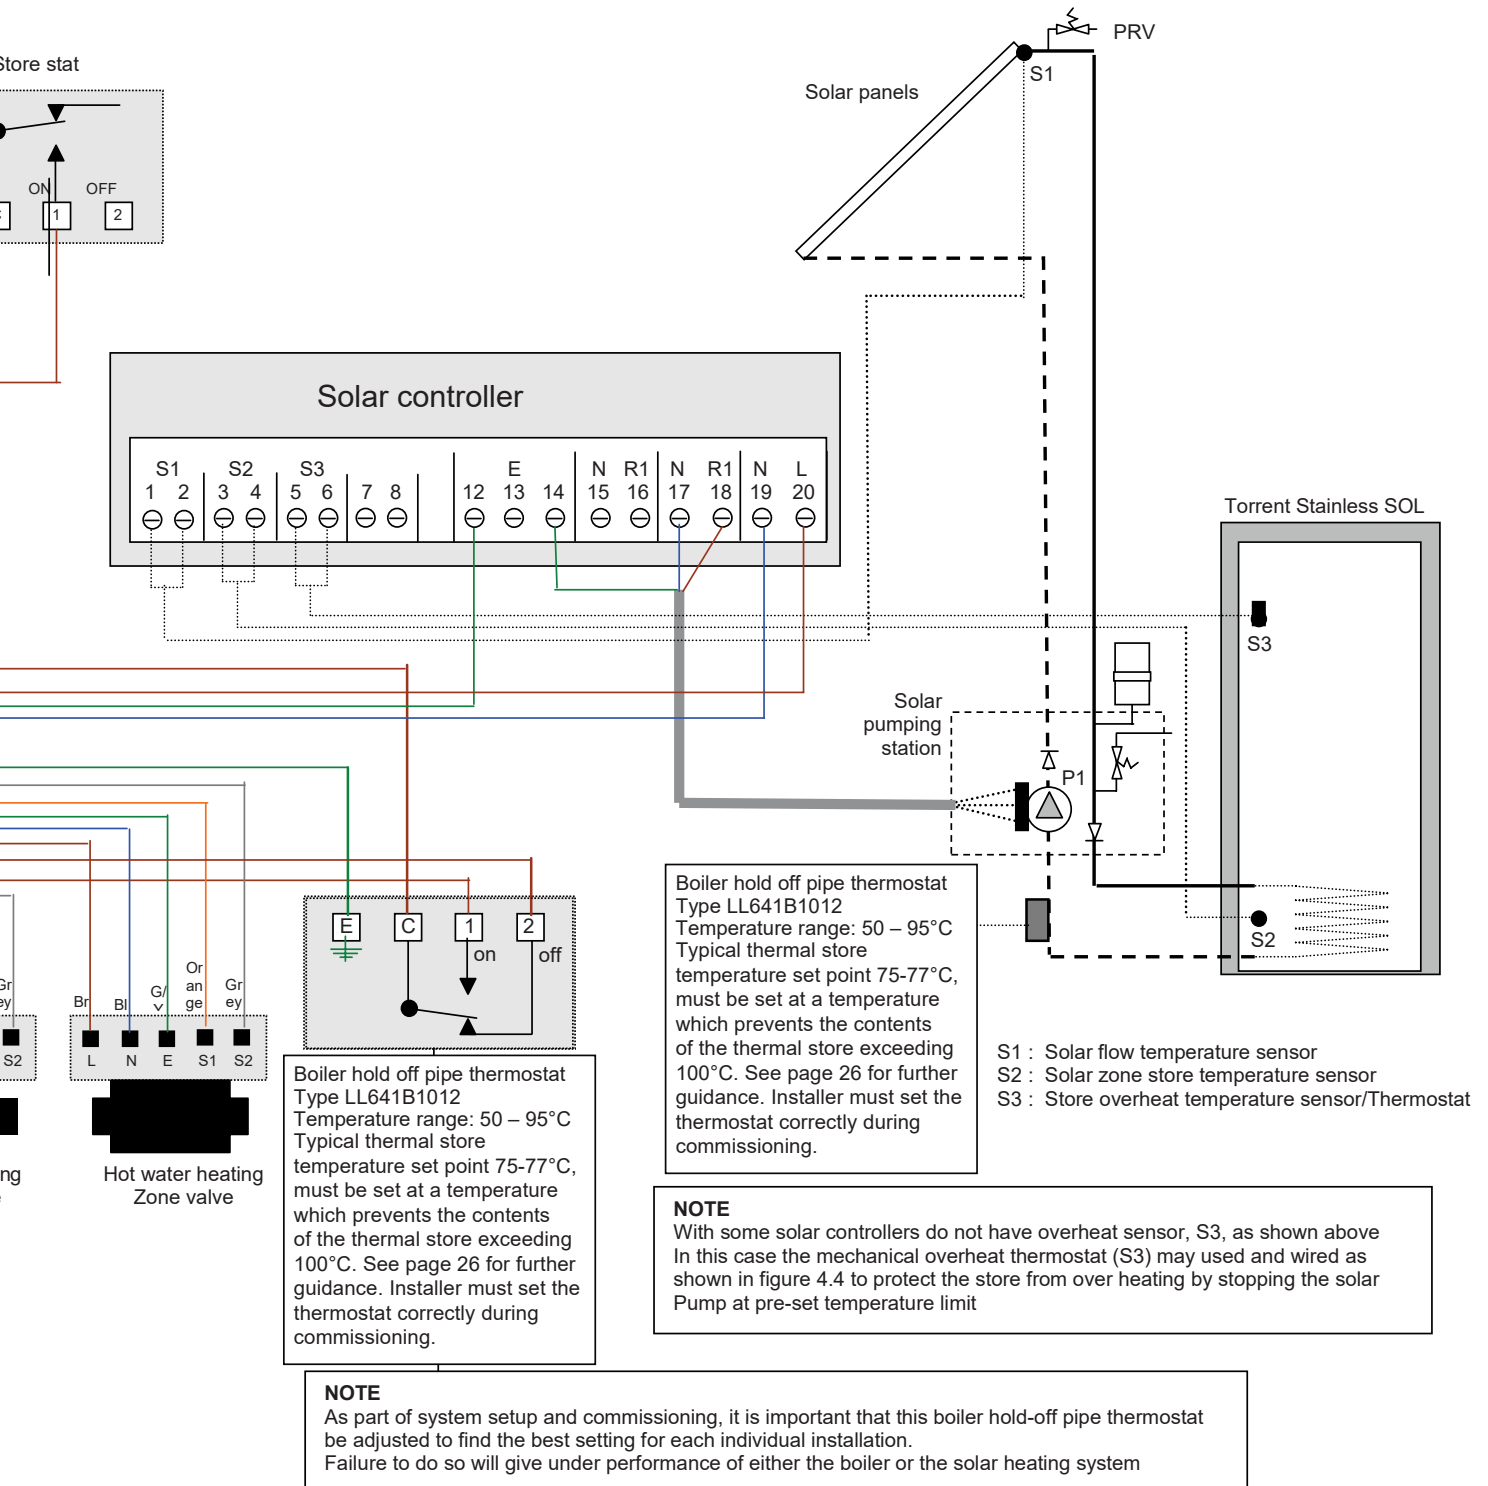 PRV
Store stat
S1
Solar panels
ON OFF
1 2
Solar controller
S1 S2 S3 E N R1 N R1 N L
1 2 3 4 5 6 7 8 12 13 14 15 16 17 18 19 20
Torrent Stainless SOL
S3
Solar
pumping
station
P1
Boiler hold off pipe thermostat
Type LL641B1012
Temperature range: 50 – 95°C
Typical thermal store
temperature set point 75-77°C,
must be set at a temperature
which prevents the contents
of the thermal store exceeding
100°C. See page 26 for further
guidance. Installer must set the
thermostat correctly during
commissioning.
S2
E C 1 2
on off
Gr
ey
Br
Bl
G/
Y
Or
an
ge
Gr
ey
S2
L N E S1 S2
S1 : Solar flow temperature sensor
S2 : Solar zone store temperature sensor
S3 : Store overheat temperature sensor/Thermostat
Boiler hold off pipe thermostat
Type LL641B1012
Temperature range: 50 – 95°C
Typical thermal store
temperature set point 75-77°C,
must be set at a temperature
which prevents the contents
of the thermal store exceeding
100°C. See page 26 for further
guidance. Installer must set the
thermostat correctly during
commissioning.
ng
Hot water heating
Zone valve
NOTE
With some solar controllers do not have overheat sensor, S3, as shown above
In this case the mechanical overheat thermostat (S3) may used and wired as
shown in figure 4.4 to protect the store from over heating by stopping the solar
Pump at pre-set temperature limit
NOTE
As part of system setup and commissioning, it is important that this boiler hold-off pipe thermostat
be adjusted to find the best setting for each individual installation.
Failure to do so will give under performance of either the boiler or the solar heating system